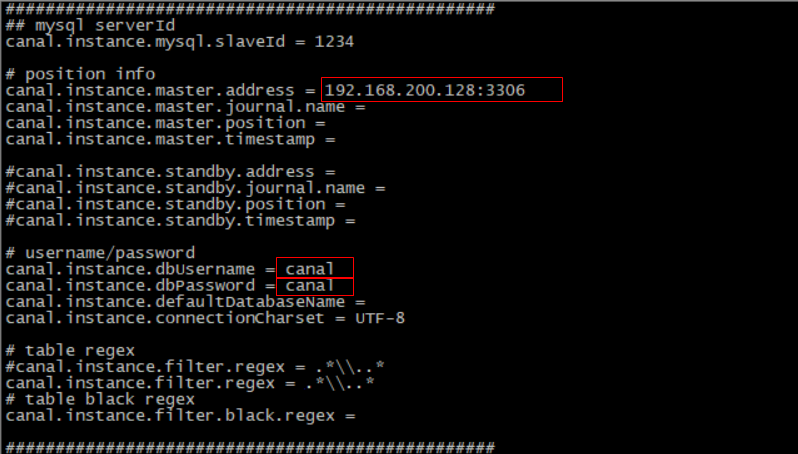 #################################################
## mysql serverId
canal.instance.mysql.slaveId = 1234
# position info
canal.instance.master.address = 192.168.200.128:3306
canal.instance.master.journal.name =
canal.instance.master.position =
canal.instance.master.timestamp =
#canal.instance.standby.address =
#canal.instance.standby.journal.name =
#canal.instance.standby.position =
#canal.instance.standby.timestamp =
# username/password
canal.instance.dbUsername = canal
canal.instance.dbPassword = canal
canal.instance.defaultDatabaseName =
canal.instance.connectionCharset = UTF-8
# table regex
#canal.instance.filter.regex = .*\\..*
canal.instance.filter.regex = .*\\..*
# table black regex
canal.instance.filter.black.regex =
#################################################